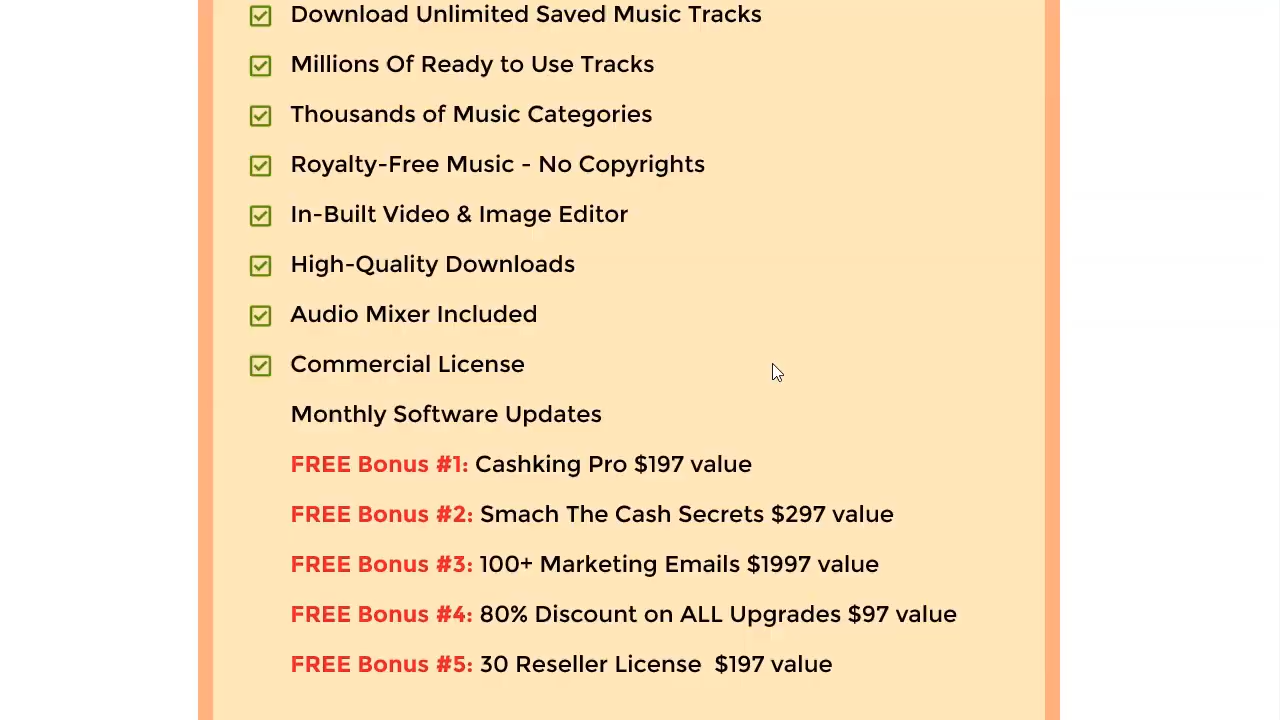 Download Unlimited Saved Music Tracks
Millions Of Ready to Use Tracks
Thousands of Music Categories
Royalty-Free Music - No Copyrights
In-Built Video & Image Editor
High-Quality Downloads
Audio Mixer Included
Commercial License
Monthly Software Updates
FREE Bonus #1: Cashking Pro $197 value
FREE Bonus #2: Smach The Cash Secrets $297 value
FREE Bonus #3: 100+ Marketing Emails $1997 value
FREE Bonus #4: 80% Discount on ALL Upgrades $97 value
FREE Bonus #5: 30 Reseller License $197 value